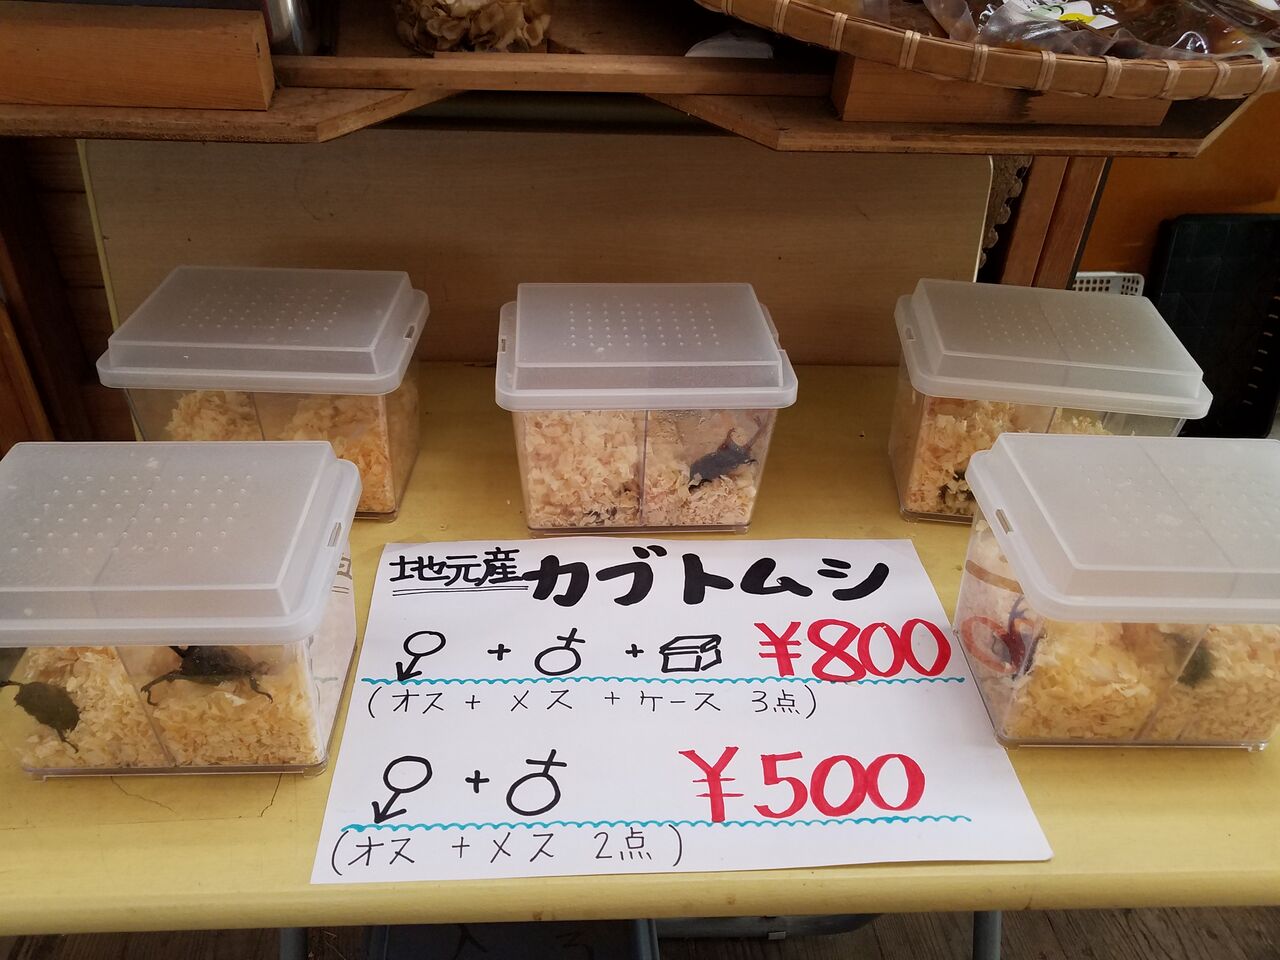 地元産カブトムシ
♂ + ♀ + ¥800
(オス + メス + ケース 3点)
♂ + ♀ ¥500
(オス + メス 2点)